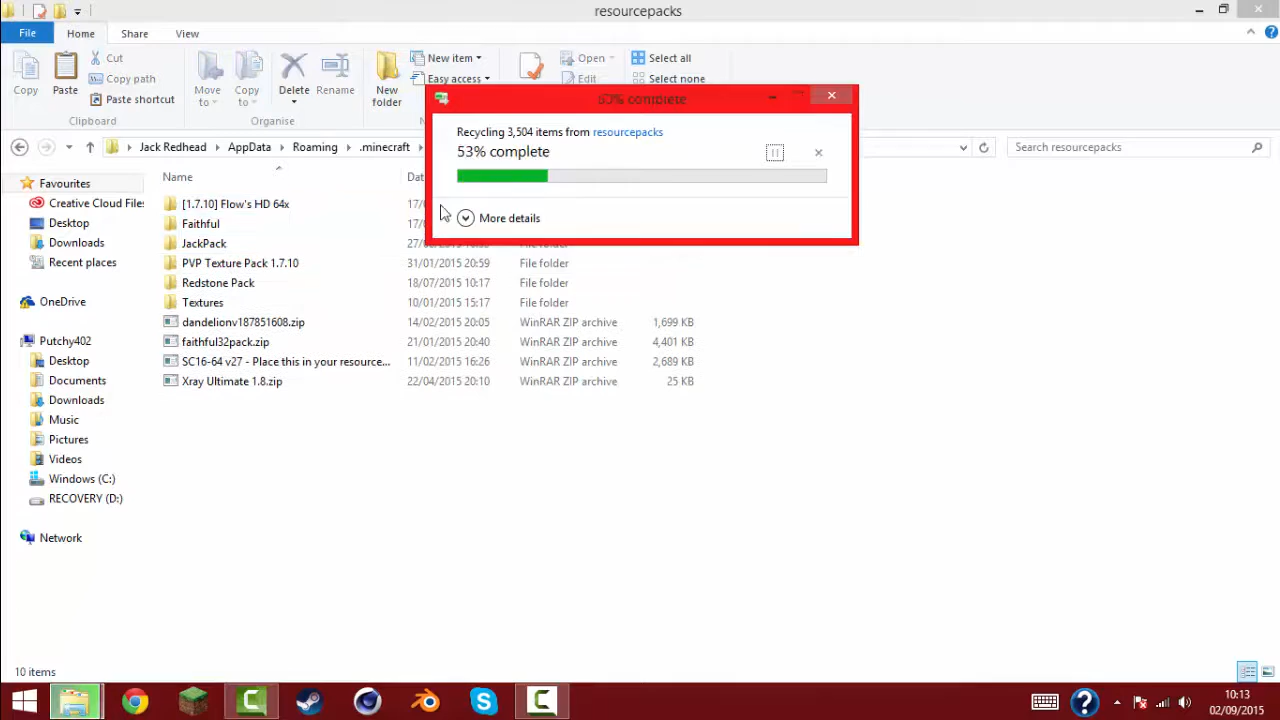 resourcepacks
File Home Share View
Copy
Paste
Cut
Copy path
Paste shortcut
Clipboard
Move to
Copy to
Delete
Rename
Organise
New folder
New item
Easy access
Open
Edit
Select all
Select none
53% complete
Recycling 3,504 items from resourcepacks
53% complete
More details
Jack Redhead AppData Roaming .minecraft
Search resourcepacks
Favourites
Creative Cloud Files
Desktop
Downloads
Recent places
OneDrive
Putchy402
Desktop
Documents
Downloads
Music
Pictures
Videos
Windows (C:)
RECOVERY (D:)
Network
Name
[1.7.10] Flow's HD 64x
Faithful
JackPack
PVP Texture Pack 1.7.10 31/01/2015 20:59 File folder
Redstone Pack 18/07/2015 10:17 File folder
Textures 10/01/2015 15:17 File folder
dandelionv187851608.zip 14/02/2015 20:05 WinRAR ZIP archive 1,699 KB
faithful32pack.zip 21/01/2015 20:40 WinRAR ZIP archive 4,401 KB
SC16-64 v27 - Place this in your resource... 11/02/2015 16:26 WinRAR ZIP archive 2,689 KB
Xray Ultimate 1.8.zip 22/04/2015 20:10 WinRAR ZIP archive 25 KB
10 items
10:13
02/09/2015